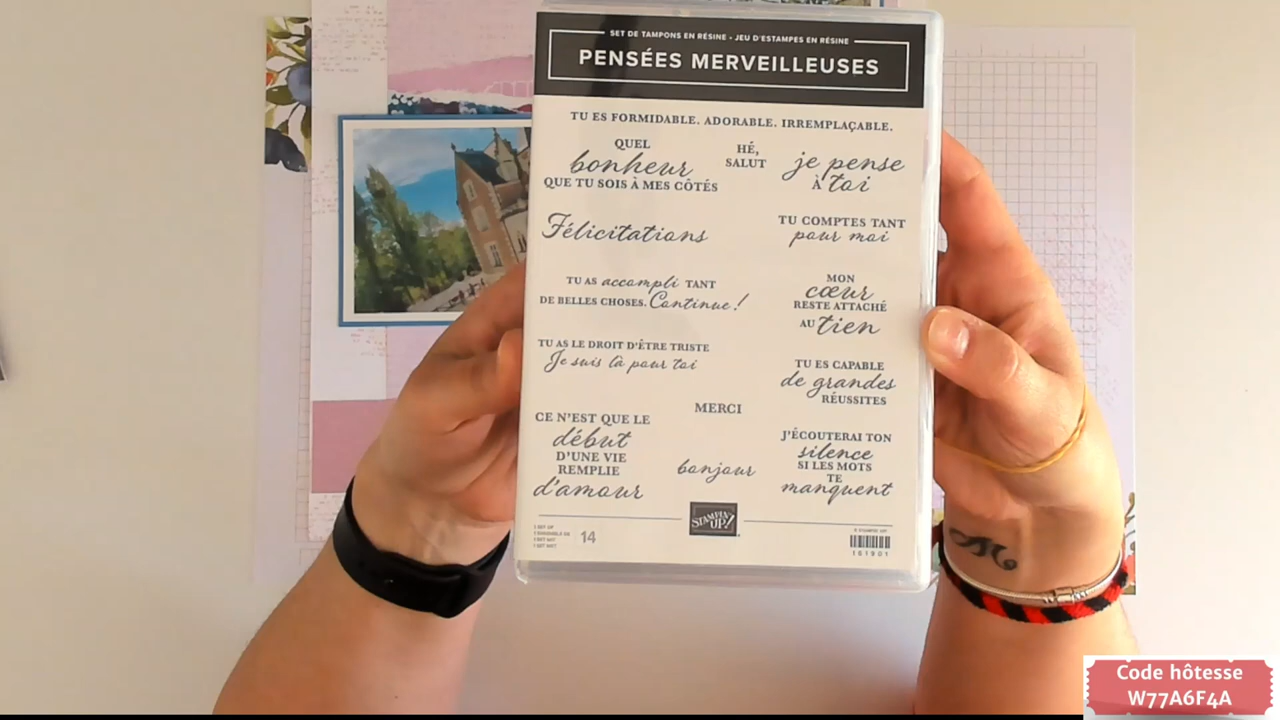 SET DE TAMPONS EN RÉSINE • JEU D'ESTAMPES EN RÉSINE
PENSÉES MERVEILLEUSES
TU ES FORMIDABLE. ADORABLE. IRREMPLAÇABLE.
QUEL
bonheur
QUE TU SOIS À MES CÔTÉS
HÉ,
SALUT
je pense
À toi
Félicitations
TU COMPTES TANT
pour moi
TU AS accompli TANT
DE BELLES CHOSES. Continue!
MON
cœur
RESTE ATTACHÉ
AU tien
TU AS LE DROIT D'ÊTRE TRISTE
Je suis là pour toi
TU ES CAPABLE
de grandes
RÉUSSITES
CE N'EST QUE LE
début
D'UNE VIE
REMPLIE
d'amour
MERCI
bonjour
J'ÉCOUTERAI TON
silence
SI LES MOTS
TE
manquent
STAMPIN' UP!
14
161901
Code hôtesse
W77A6F4A